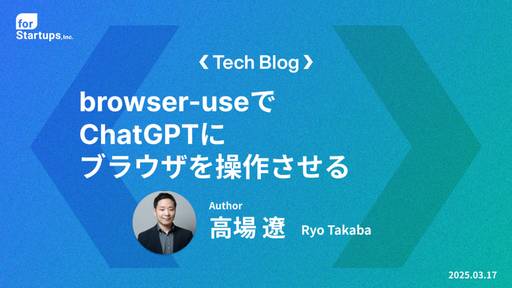 for
Startups,Inc.
❮ Tech Blog ❯
browser-useで
ChatGPTに
ブラウザを操作させる
Author
高場 遼 Ryo Takaba
2025.03.17